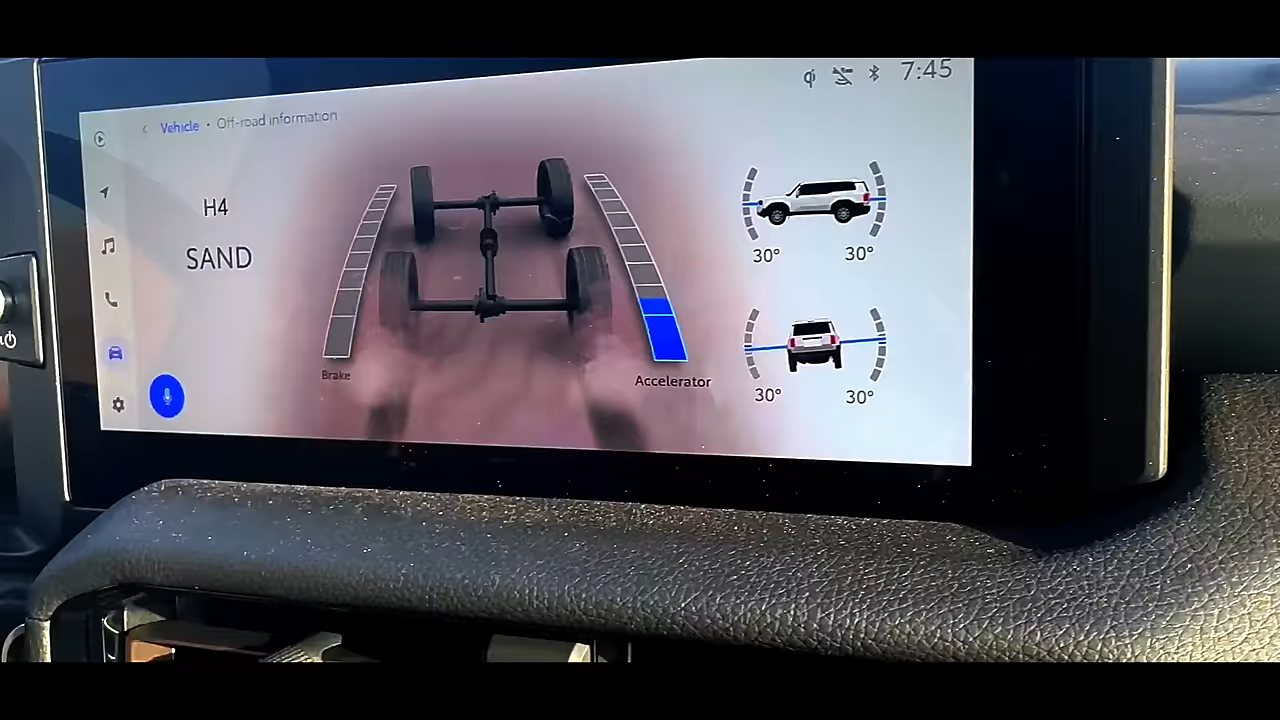 7:45
Vehicle • Off-road information
H4
SAND
30° 30°
Brake
Accelerator
30° 30°